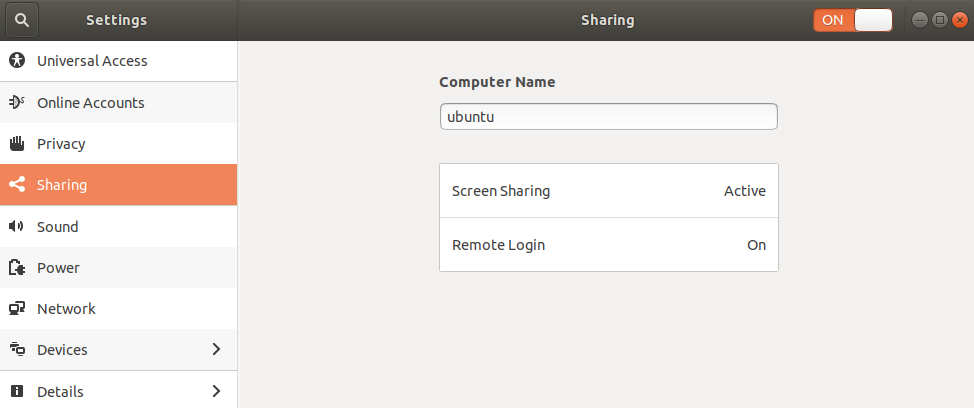 Settings
Sharing
ON
Universal Access
Online Accounts
Privacy
Sharing
Sound
Power
Network
Devices
Details
Computer Name
ubuntu
Screen Sharing Active
Remote Login On